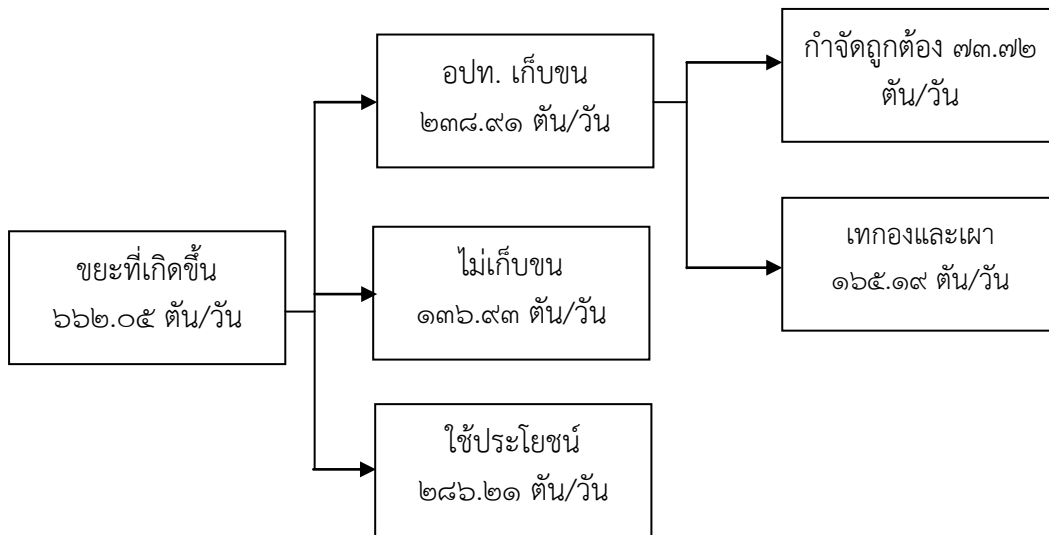 กำจัดถูกต้อง ๗๓.๗๒
ตัน/วัน
อปท. เก็บขน
๒๓๘.๙๑ ตัน/วัน
เทกองและเผา
๑๖๕.๑๙ ตัน/วัน
ขยะที่เกิดขึ้น
๖๖๒.๐๕ ตัน/วัน
ไม่เก็บขน
๑๓๖.๙๓ ตัน/วัน
ใช้ประโยชน์
๒๘๖.๒๑ ตัน/วัน